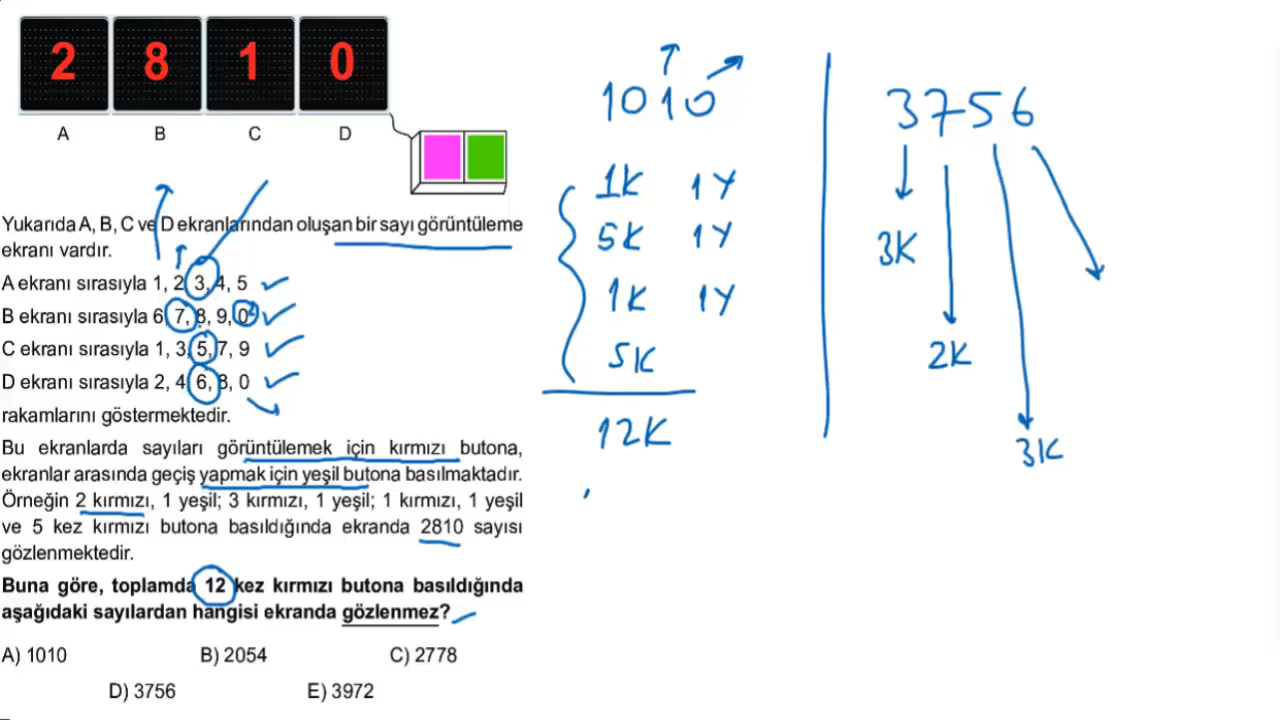 2 8 1 0
A B C D
Yukarıda A, B, C ve D ekranlarından oluşan bir sayı görüntüleme
ekranı vardır.
A ekranı sırasıyla 1, 2, 3, 4, 5
B ekranı sırasıyla 6, 7, 8, 9, 0
C ekranı sırasıyla 1, 3, 5, 7, 9
D ekranı sırasıyla 2, 4, 6, 8, 0
rakamlarını göstermektedir.
Bu ekranlarda sayıları görüntülemek için kırmızı butona,
ekranlar arasında geçiş yapmak için yeşil butona basılmaktadır.
Örneğin 2 kırmızı, 1 yeşil; 3 kırmızı, 1 yeşil; 1 kırmızı, 1 yeşil
ve 5 kez kırmızı butona basıldığında ekranda 2810 sayısı
gözlenmektedir.
Buna göre, toplamda 12 kez kırmızı butona basıldığında
aşağıdaki sayılardan hangisi ekranda gözlenmez?
A) 1010 B) 2054 C) 2778
D) 3756 E) 3972
1010
1K 1Y
5K 1Y
1K 1Y
5K
12K
3756
3K
2K
3K